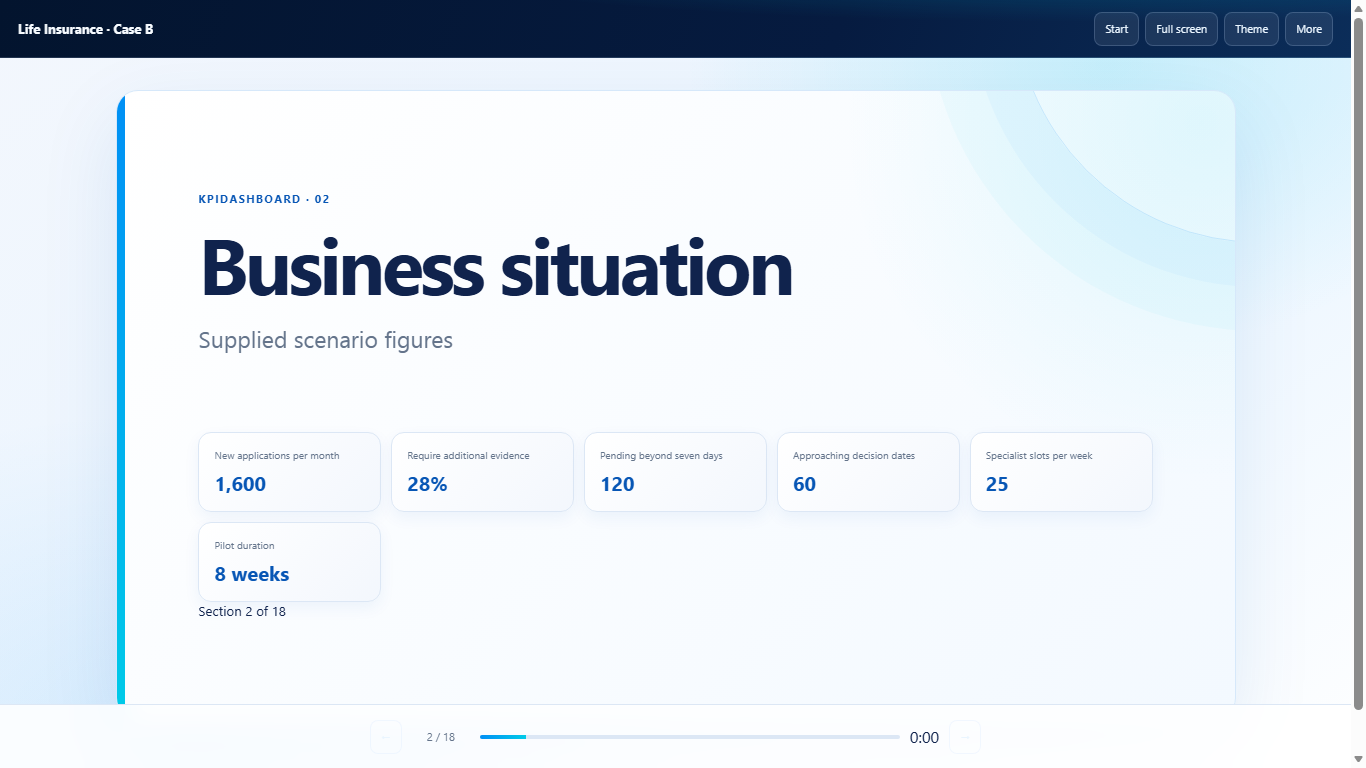 Life Insurance · Case B
Start
Full screen
Theme
More
KPIDASHBOARD · 02
Business situation
Supplied scenario figures
New applications per month
1,600
Require additional evidence
28%
Pending beyond seven days
120
Approaching decision dates
60
Specialist slots per week
25
Pilot duration
8 weeks
Section 2 of 18
2 / 18
0:00